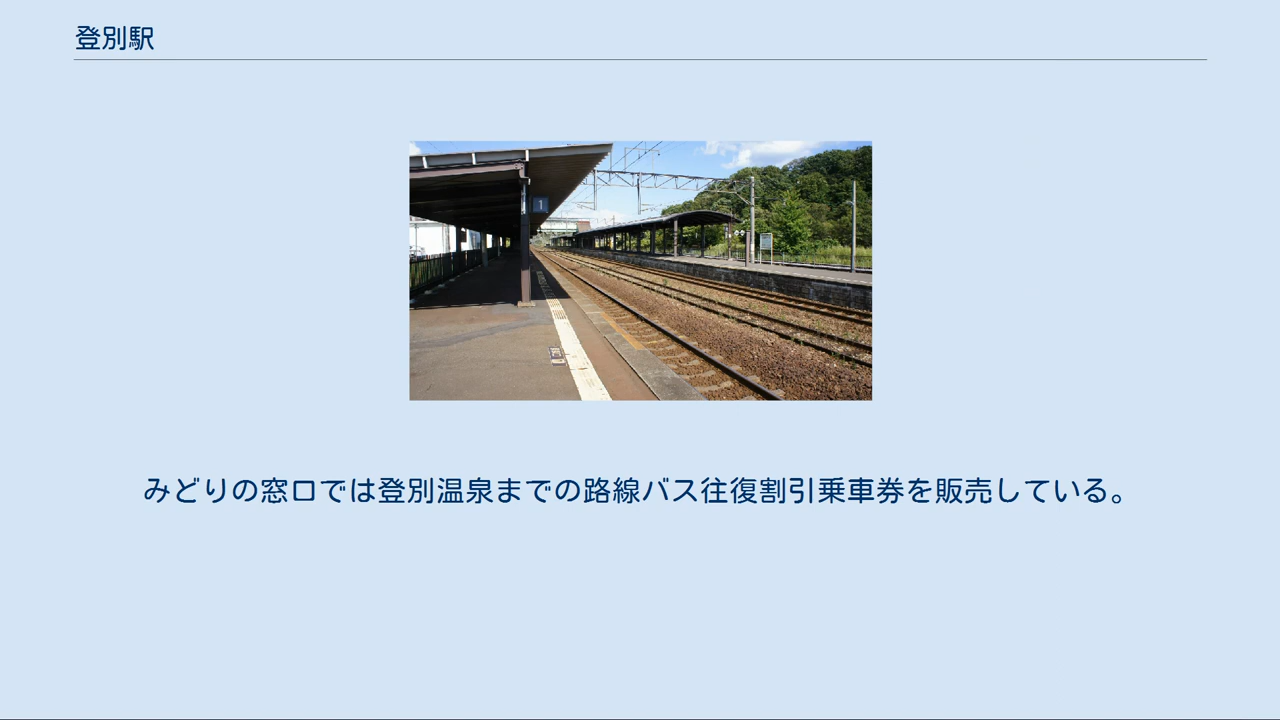 登別駅
1
みどりの窓口では登別温泉までの路線バス往復割引乗車券を販売している。